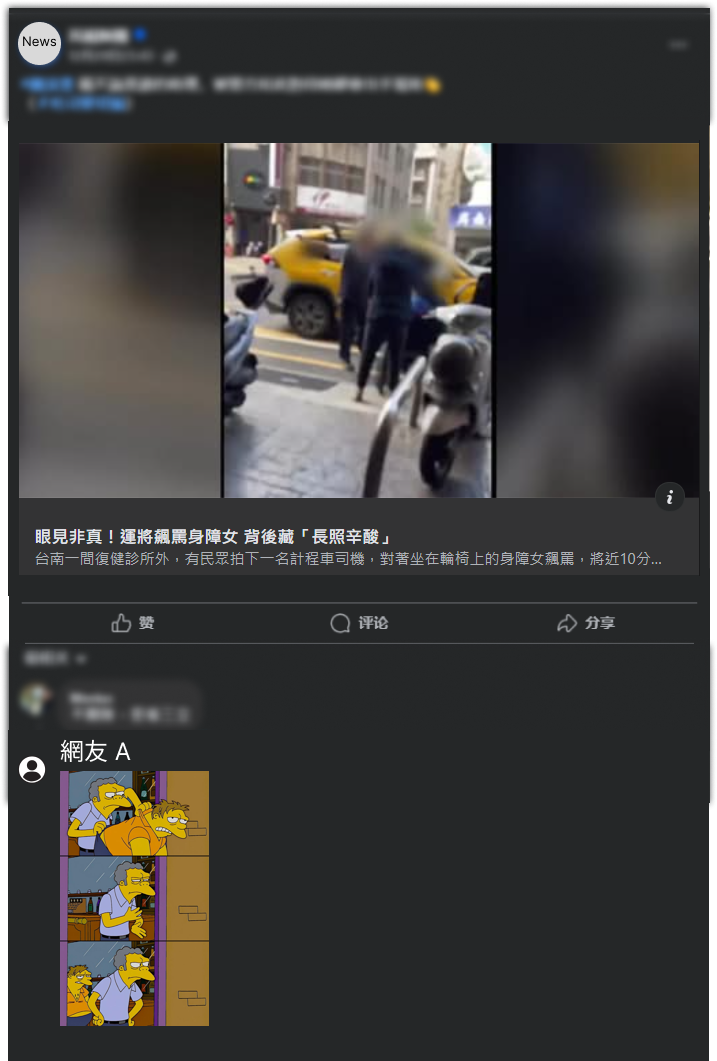 News
眼見非真！運將飆罵身障女 背後藏「長照辛酸」
台南一間復健診所外，有民眾拍下一名計程車司機，對著坐在輪椅上的身障女飆罵，將近10分...
赞
评论
分享
網友 A